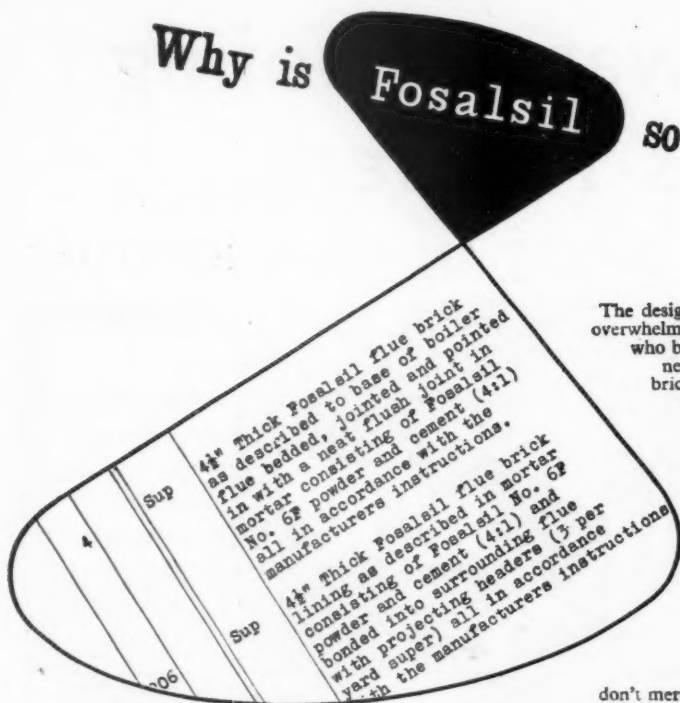 Why is Fosalsil so
The desig
overwhelm
who b
ne
bric
4½" Thick Fosalsil flue brick
as described to base of boiler
flue bedded, jointed and pointed
in with a neat flush joint in
mortar consisting of Fosalsil
No. 6F powder and cement (4:1)
all in accordance with the
manufacturers instructions.
4
Sup
4½" Thick Fosalsil flue brick
lining as described in mortar
consisting of Fosalsil No. 6F
powder and cement (4:1) and
bonded into surrounding flue
with projecting headers (3 per
yard super) all in accordance
with the manufacturers instructions
Sup
206
don't mer